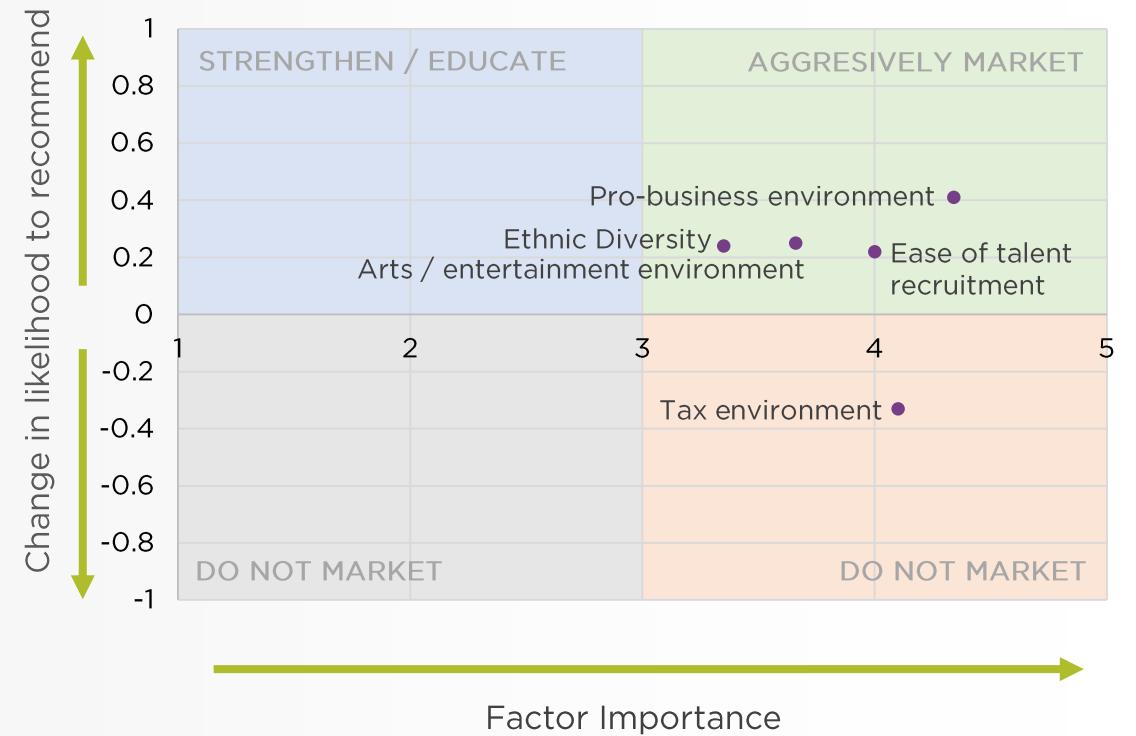 Change in likelihood to recommend
1
0.8
0.6
0.4
0.2
0
-0.2
-0.4
-0.6
-0.8
-1
STRENGTHEN / EDUCATE
AGGRESIVELY MARKET
Pro-business environment
Ethnic Diversity
Arts / entertainment environment
Ease of talent
recruitment
1
2
3
4
5
Tax environment
DO NOT MARKET
DO NOT MARKET
Factor Importance